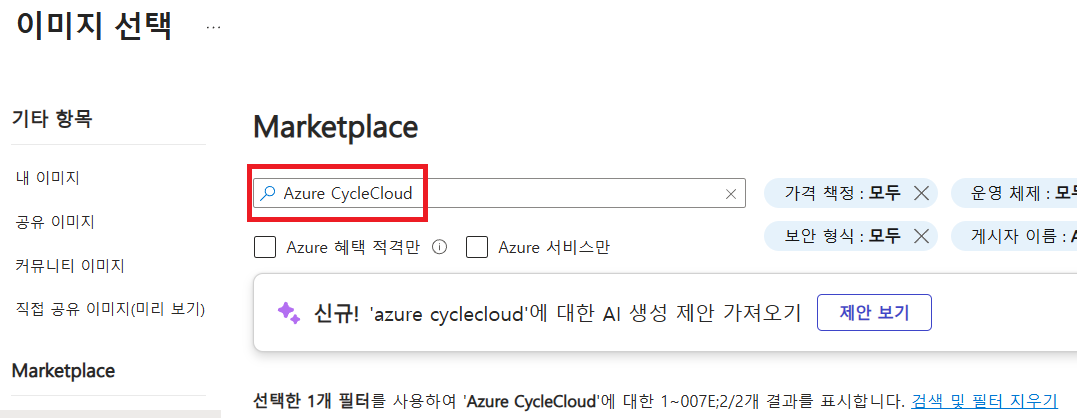 이미지 선택 ...
기타 항목
내 이미지
공유 이미지
커뮤니티 이미지
직접 공유 이미지(미리 보기)
Marketplace
Marketplace
Azure CycleCloud
가격 책정 : 모두
운영 체제 :
보안 형식 : 모두
게시자 이름 :
Azure 혜택 적격만
Azure 서비스만
신규! 'azure cyclecloud'에 대한 AI 생성 제안 가져오기
제안 보기
선택한 1개 필터를 사용하여 'Azure CycleCloud'에 대한 1~007E;2/2개 결과를 표시합니다. 검색 및 필터 지우기